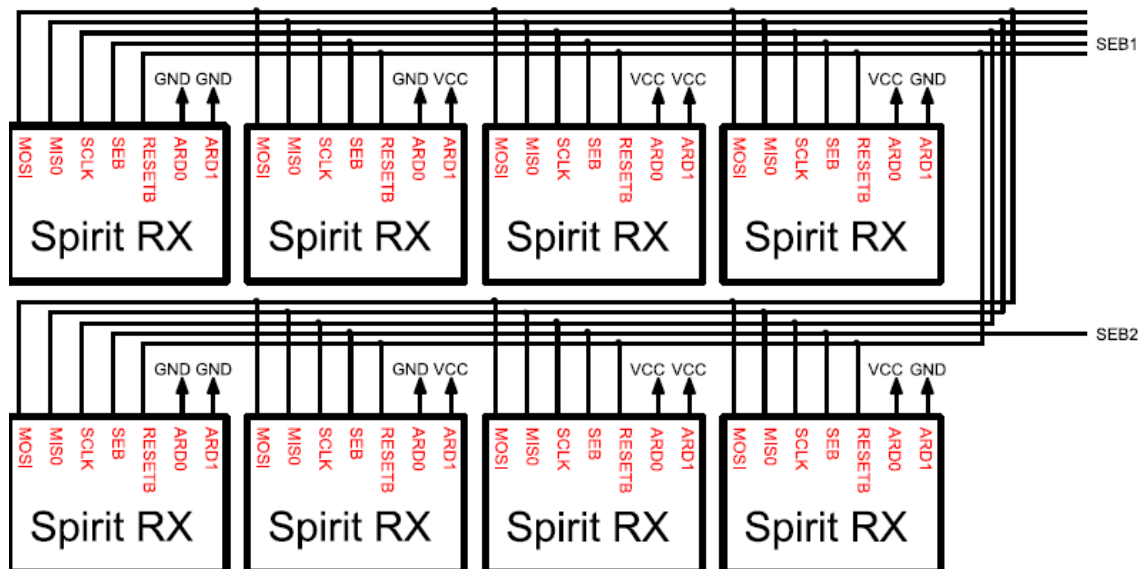 SEB1
GND GND GND VCC VCC VCC VCC GND
MOSI MIS0 SCLK SEB RESETB ARD0 ARD1 MOSI MIS0 SCLK SEB RESETB ARD0 ARD1 MOSI MIS0 SCLK SEB RESETB ARD0 ARD1 MOSI MIS0 SCLK SEB RESETB ARD0 ARD1
Spirit RX Spirit RX Spirit RX Spirit RX
SEB2
GND GND GND VCC VCC VCC VCC GND
MOSI MIS0 SCLK SEB RESETB ARD0 ARD1 MOSI MIS0 SCLK SEB RESETB ARD0 ARD1 MOSI MIS0 SCLK SEB RESETB ARD0 ARD1 MOSI MIS0 SCLK SEB RESETB ARD0 ARD1
Spirit RX Spirit RX Spirit RX Spirit RX